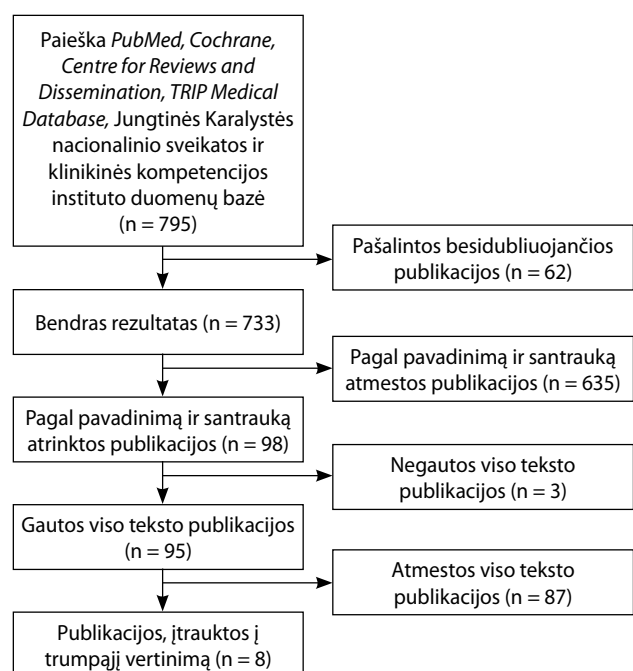 Paieška PubMed, Cochrane,
Centre for Reviews and
Dissemination, TRIP Medical
Database, Jungtinės Karalystės
nacionalinio sveikatos ir
klinikinės kompetencijos
instituto duomenų bazė
(n = 795)
Pašalintos besidubliuojančios
publikacijos (n = 62)
Bendras rezultatas (n = 733)
Pagal pavadinimą ir santrauką
atmestos publikacijos (n = 635)
Pagal pavadinimą ir santrauką
atrinktos publikacijos (n = 98)
Negautos viso teksto
publikacijos (n = 3)
Gautos viso teksto publikacijos
(n = 95)
Atmestos viso teksto
publikacijos (n = 87)
Publikacijos, įtrauktos į
trumpąjį vertinimą (n = 8)